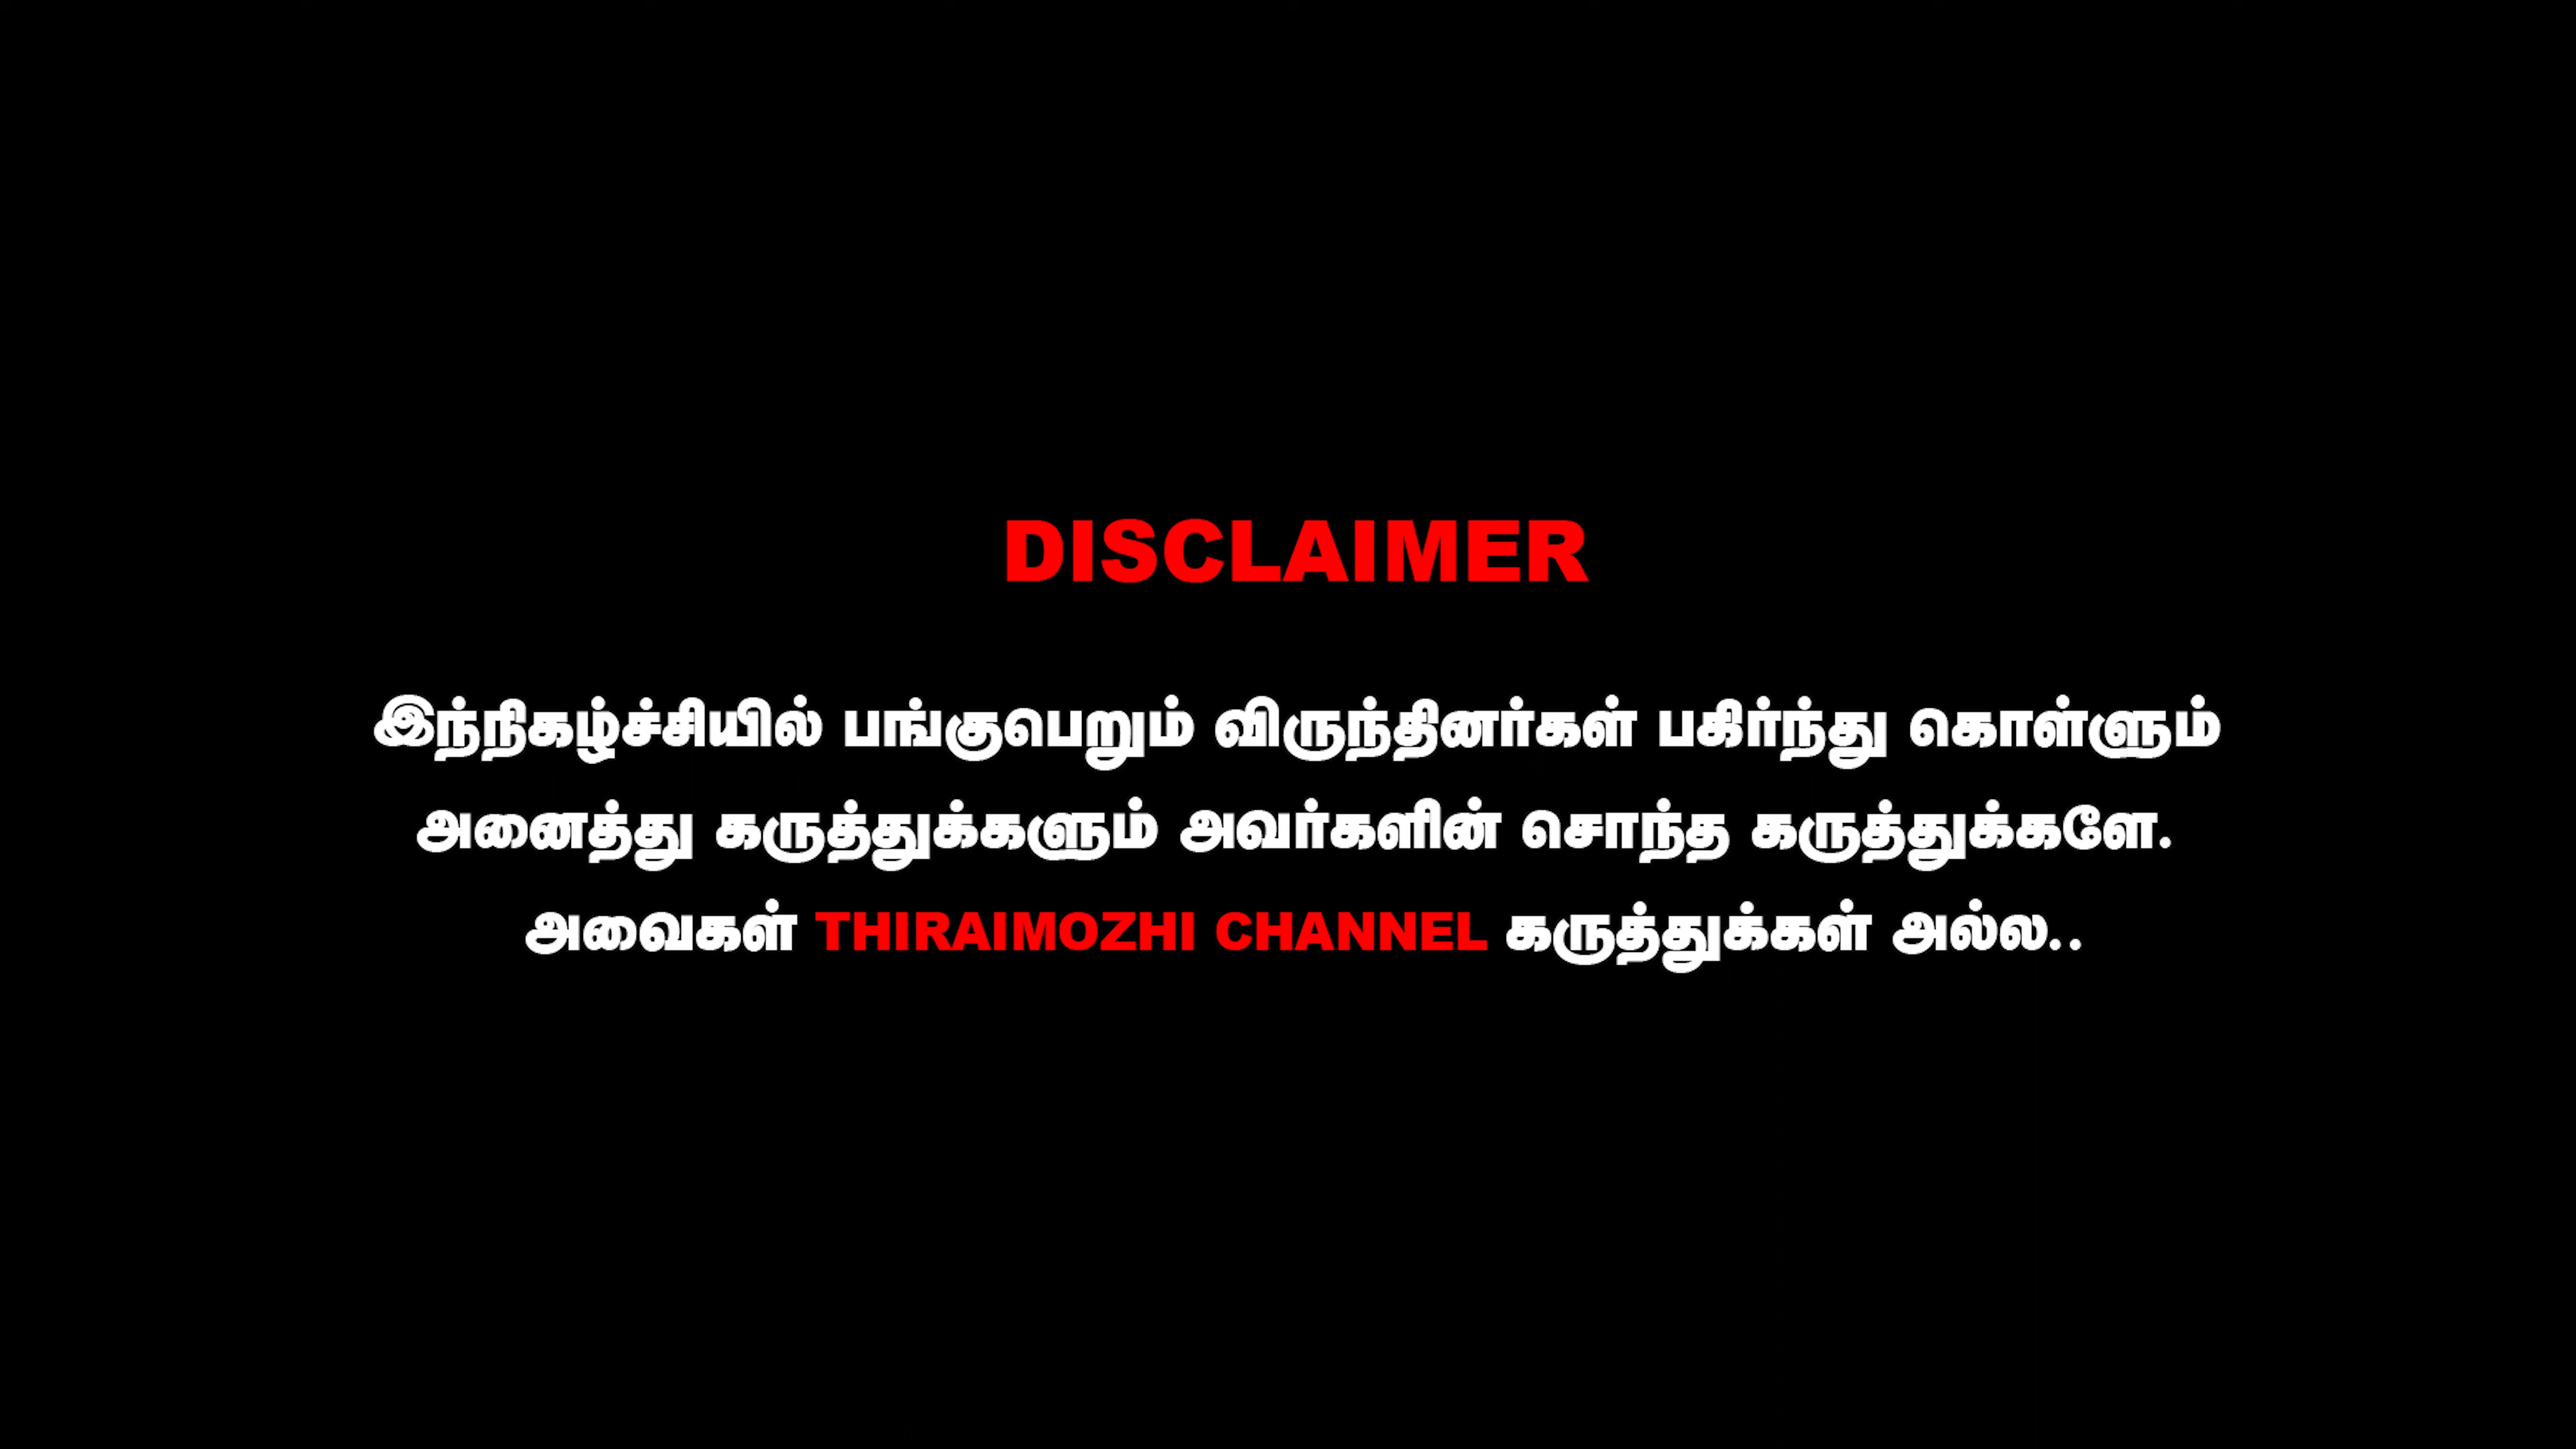 DISCLAIMER
இந்நிகழ்ச்சியில் பங்குபெறும் விருந்தினர்கள் பகிர்ந்து கொள்ளும்
அனைத்து கருத்துக்களும் அவர்களின் சொந்த கருத்துக்களே.
அவைகள் THIRAIMOZHI CHANNEL கருத்துக்கள் அல்ல..